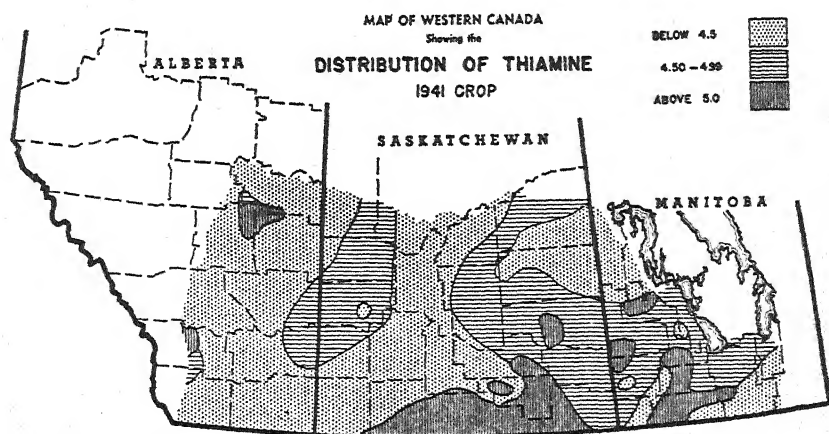 MAP OF WESTERN CANADA
Showing the
DISTRIBUTION OF THIAMINE
1941 CROP
BELOW 4.5
4.50 - 4.99
ABOVE 5.0
ALBERTA
SASKATCHEWAN
MANITOBA